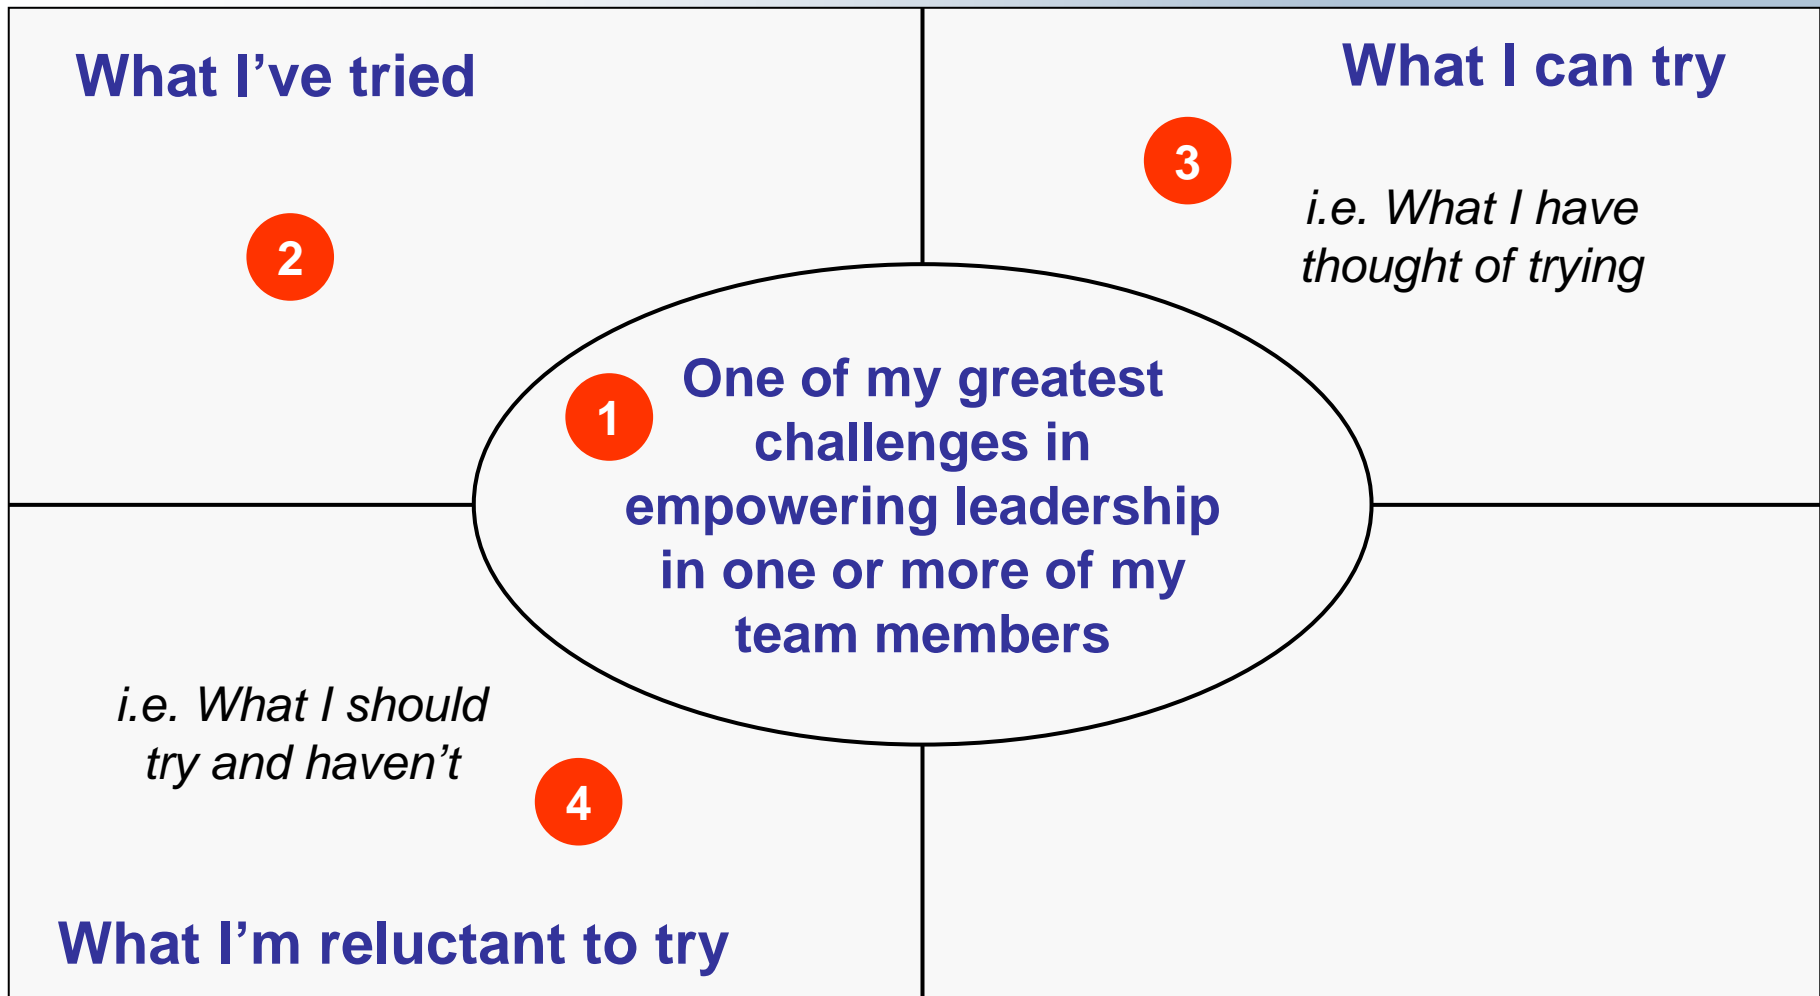 What I've tried
2
What I can try
3
i.e. What I have
thought of trying
1
One of my greatest
challenges in
empowering leadership
in one or more of my
team members
i.e. What I should
try and haven't
4
What I'm reluctant to try